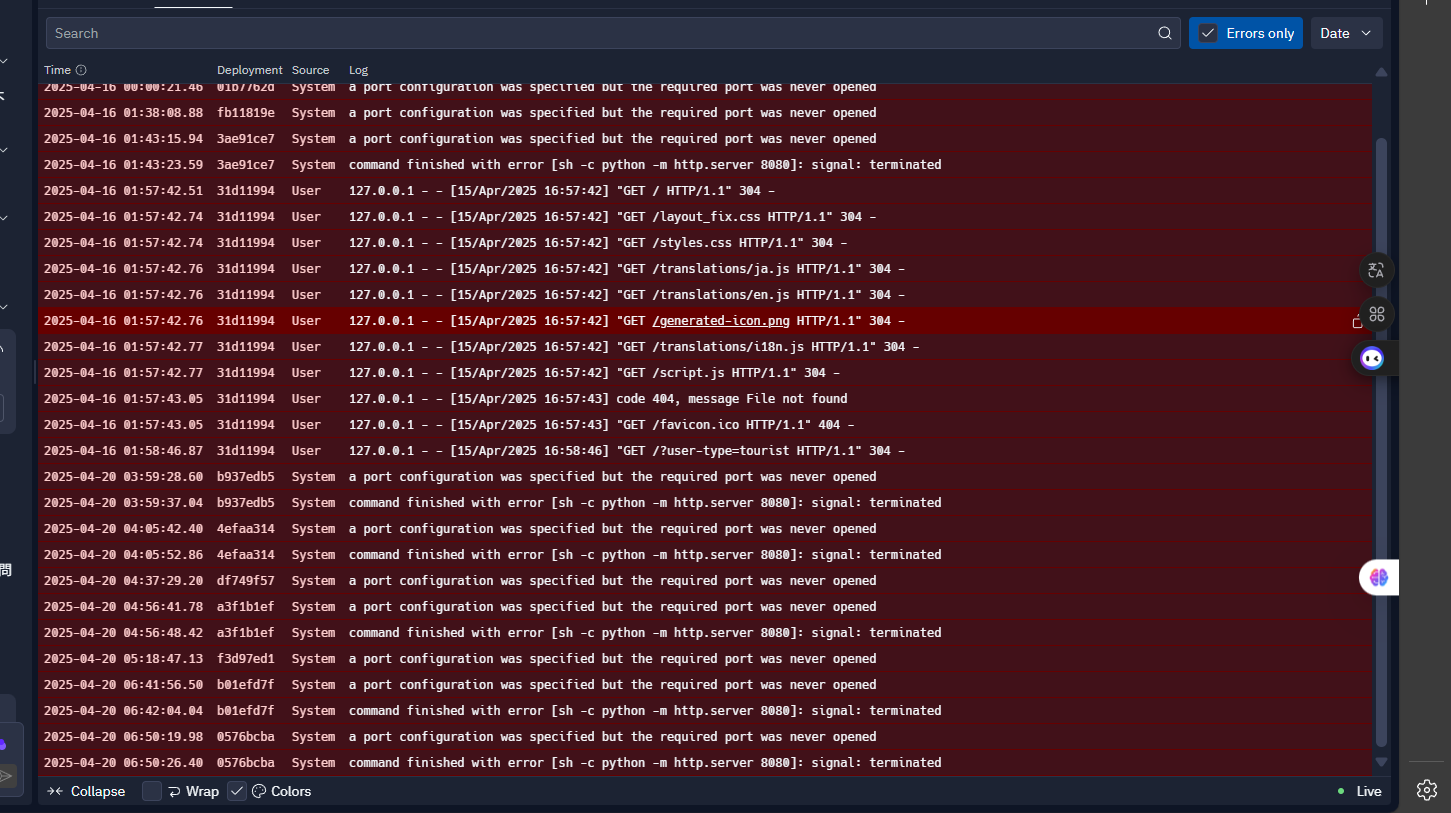 Search
Errors only
Date
Time Deployment Source Log
2025-04-16 00:00:21.46 01b7762d System a port configuration was specified but the required port was never opened
2025-04-16 01:38:08.88 fb11819e System a port configuration was specified but the required port was never opened
2025-04-16 01:43:15.94 3ae91ce7 System a port configuration was specified but the required port was never opened
2025-04-16 01:43:23.59 3ae91ce7 System command finished with error [sh -c python -m http.server 8080]: signal: terminated
2025-04-16 01:57:42.51 31d11994 User 127.0.0.1 - - [15/Apr/2025 16:57:42] "GET / HTTP/1.1" 304 -
2025-04-16 01:57:42.74 31d11994 User 127.0.0.1 - - [15/Apr/2025 16:57:42] "GET /layout_fix.css HTTP/1.1" 304 -
2025-04-16 01:57:42.74 31d11994 User 127.0.0.1 - - [15/Apr/2025 16:57:42] "GET /styles.css HTTP/1.1" 304 -
2025-04-16 01:57:42.76 31d11994 User 127.0.0.1 - - [15/Apr/2025 16:57:42] "GET /translations/ja.js HTTP/1.1" 304 -
2025-04-16 01:57:42.76 31d11994 User 127.0.0.1 - - [15/Apr/2025 16:57:42] "GET /translations/en.js HTTP/1.1" 304 -
2025-04-16 01:57:42.76 31d11994 User 127.0.0.1 - - [15/Apr/2025 16:57:42] "GET /generated-icon.png HTTP/1.1" 304 -
2025-04-16 01:57:42.77 31d11994 User 127.0.0.1 - - [15/Apr/2025 16:57:42] "GET /translations/i18n.js HTTP/1.1" 304 -
2025-04-16 01:57:42.77 31d11994 User 127.0.0.1 - - [15/Apr/2025 16:57:42] "GET /script.js HTTP/1.1" 304 -
2025-04-16 01:57:43.05 31d11994 User 127.0.0.1 - - [15/Apr/2025 16:57:43] code 404, message File not found
2025-04-16 01:57:43.05 31d11994 User 127.0.0.1 - - [15/Apr/2025 16:57:43] "GET /favicon.ico HTTP/1.1" 404 -
2025-04-16 01:58:46.87 31d11994 User 127.0.0.1 - - [15/Apr/2025 16:58:46] "GET /?user-type=tourist HTTP/1.1" 304 -
2025-04-20 03:59:28.60 b937edb5 System a port configuration was specified but the required port was never opened
2025-04-20 03:59:37.04 b937edb5 System command finished with error [sh -c python -m http.server 8080]: signal: terminated
2025-04-20 04:05:42.40 4efaa314 System a port configuration was specified but the required port was never opened
2025-04-20 04:05:52.86 4efaa314 System command finished with error [sh -c python -m http.server 8080]: signal: terminated
2025-04-20 04:37:29.20 df749f57 System a port configuration was specified but the required port was never opened
2025-04-20 04:56:41.78 a3f1b1ef System a port configuration was specified but the required port was never opened
2025-04-20 04:56:48.42 a3f1b1ef System command finished with error [sh -c python -m http.server 8080]: signal: terminated
2025-04-20 05:18:47.13 f3d97ed1 System a port configuration was specified but the required port was never opened
2025-04-20 06:41:56.50 b01efd7f System a port configuration was specified but the required port was never opened
2025-04-20 06:42:04.04 b01efd7f System command finished with error [sh -c python -m http.server 8080]: signal: terminated
2025-04-20 06:50:19.98 0576bcba System a port configuration was specified but the required port was never opened
2025-04-20 06:50:26.40 0576bcba System command finished with error [sh -c python -m http.server 8080]: signal: terminated
問
Collapse Wrap Colors
Live